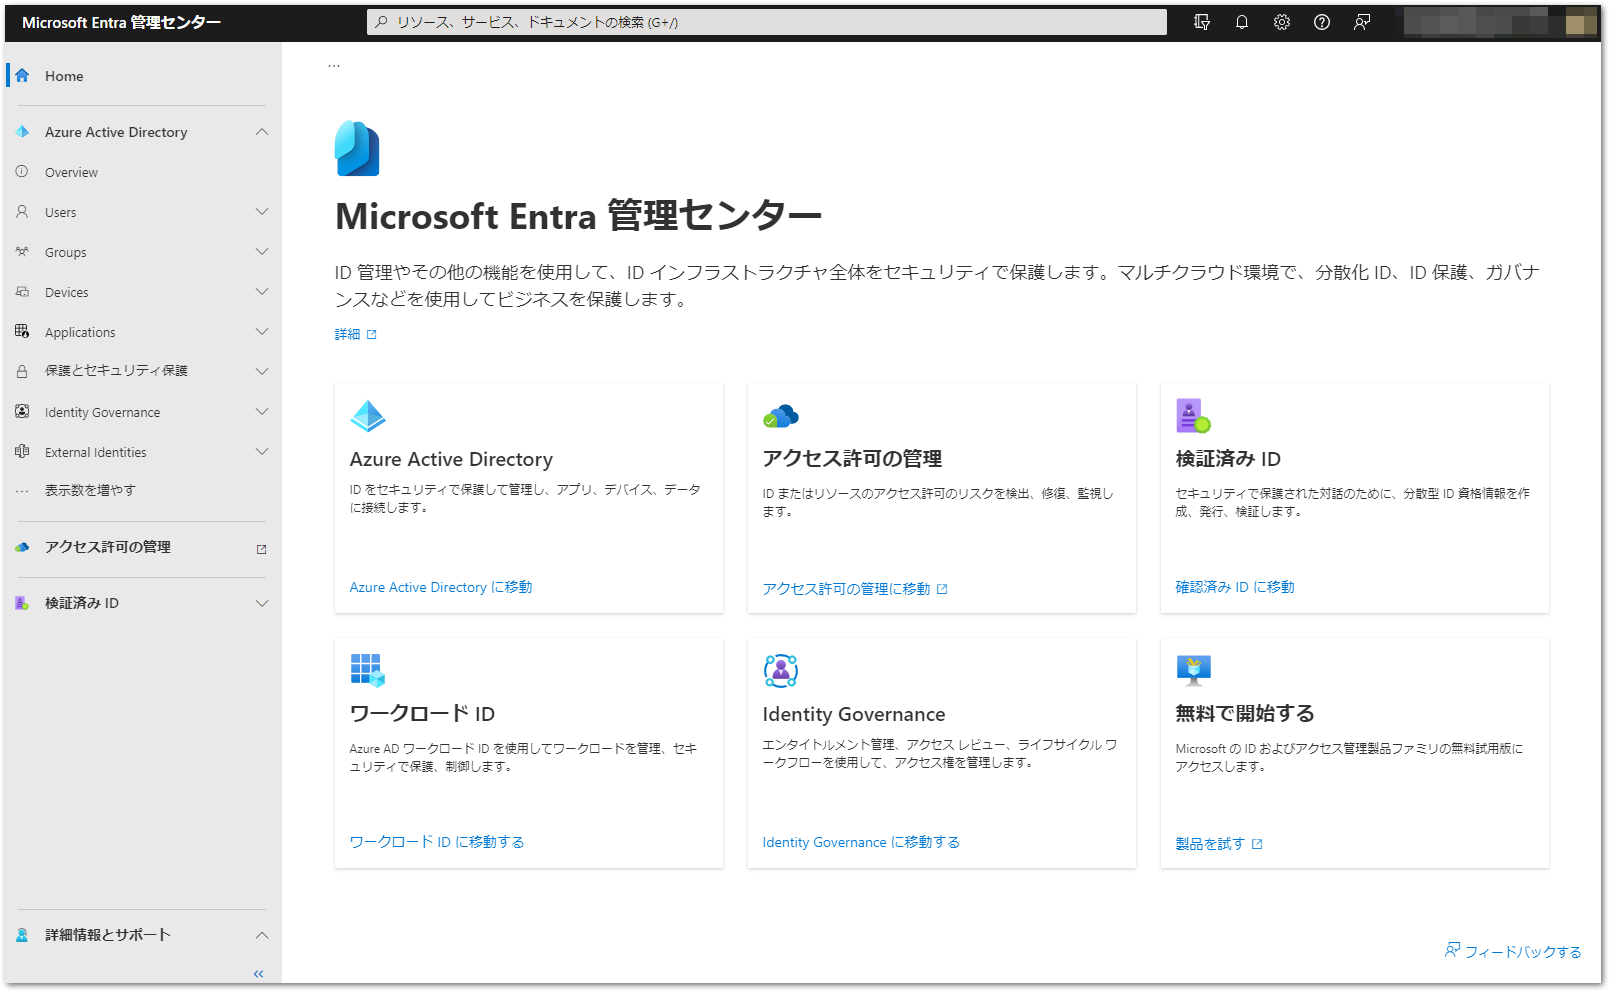 Microsoft Entra 管理センター
リソース、サービス、ドキュメントの検索 (G+/)
Home
Azure Active Directory
Overview
Users
Groups
Devices
Applications
保護とセキュリティ保護
Identity Governance
External Identities
… 表示数を増やす
アクセス許可の管理
検証済み ID
詳細情報とサポート
«
…
Microsoft Entra 管理センター
ID 管理やその他の機能を使用して、ID インフラストラクチャ全体をセキュリティで保護します。マルチクラウド環境で、分散化 ID、ID 保護、ガバナ
ンスなどを使用してビジネスを保護します。
詳細
Azure Active Directory
ID をセキュリティで保護して管理し、アプリ、デバイス、データ
に接続します。
Azure Active Directory に移動
アクセス許可の管理
ID またはリソースのアクセス許可のリスクを検出、修復、監視し
ます。
アクセス許可の管理に移動
検証済み ID
セキュリティで保護された対話のために、分散型 ID 資格情報を作
成、発行、検証します。
確認済み ID に移動
ワークロード ID
Azure AD ワークロード ID を使用してワークロードを管理、セキ
ュリティで保護、制御します。
ワークロード ID に移動する
Identity Governance
エンタイトルメント管理、アクセス レビュー、ライフサイクル ワ
ークフローを使用して、アクセス権を管理します。
Identity Governance に移動する
無料で開始する
Microsoft の ID およびアクセス管理製品ファミリの無料試用版に
アクセスします。
製品を試す
フィードバックする